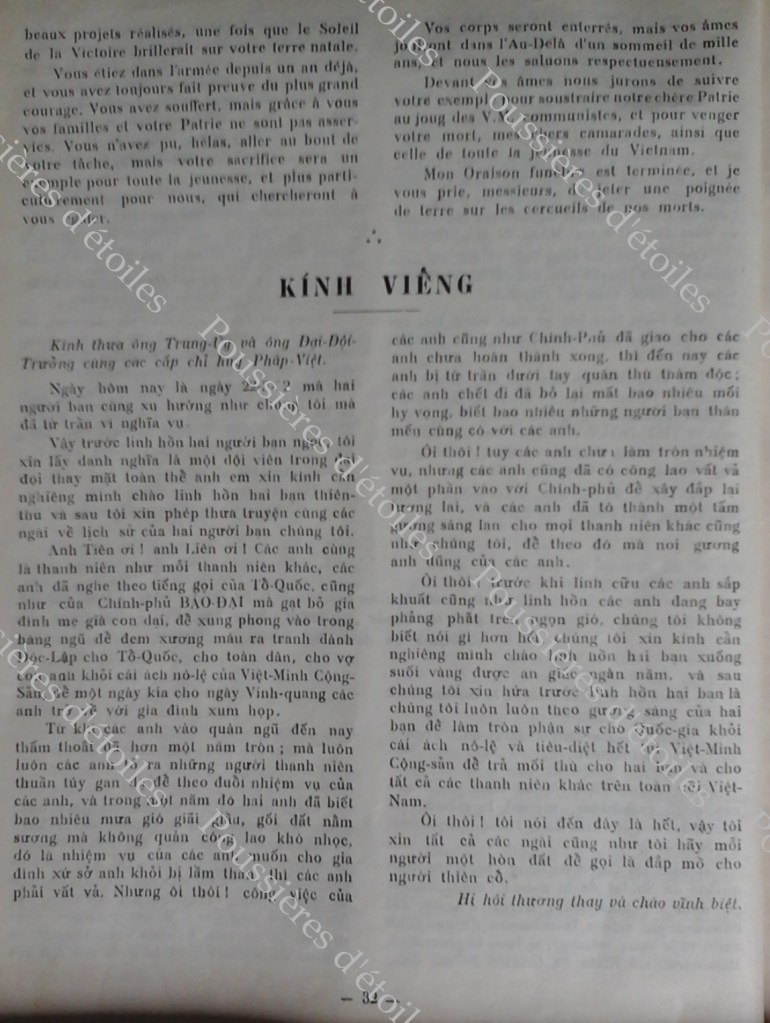 beaux projets réalisés, une fois que le Soleil
de la Victoire brillerait sur votre terre natale.
Vous étiez dans l'armée depuis un an déjà,
et vous avez toujours fait preuve du plus grand
courage. Vous avez souffert, mais grâce à vous
vos familles et votre Patrie ne sont pas asser-
vies. Vous n'avez pu, hélas, aller au bout de
votre tâche, mais votre sacrifice sera un
exemple pour toute la jeunesse, et plus parti-
culièrement pour nous, qui chercheront à
vous
Vos corps seront enterrés, mais vos âmes
jouiront dans l'Au-Delà d'un sommeil de mille
ans, et nous les saluons respectueusement.
Devant vos âmes nous jurons de suivre
votre exemple pour soustraire notre chère Patrie
au joug des V.M. communistes, et pour venger
votre mort, mes chers camarades, ainsi que
celle de toute la jeunesse du Vietnam.
Mon Oraison funèbre est terminée, et je
vous prie, messieurs, de jeter une poignée
de terre sur les cercueils de nos morts.
KÍNH VIÊNG
Kính thưa ông Trung-Uy và ông Đại-Đội-
Trưởng cùng các cấp chỉ huy Pháp-Việt.
Ngày hôm nay là ngày 2 mà hai
người bạn cùng xu hướng như chúng tôi mà
đã từ trần vì nghĩa vụ.
Vậy trước linh hồn hai người bạn ngọc, tôi
xin lấy danh nghĩa là một đội viên trong đại
đội thay mặt toàn thể anh em xin kính cẩn
nghiêng mình chào linh hồn hai bạn thiên-
thu và sau tôi xin phép thưa truyện cùng các
ngài về lịch sử của hai người bạn chúng tôi.
Anh Tiên ơi ! anh Liên ơi ! Các anh cũng
là thanh niên như mỗi thanh niên khác, các
anh đã nghe theo tiếng gọi của Tổ-Quốc, cũng
như của Chính-phủ BẢO-ĐẠI mà gạt bỏ gia
đình mẹ già con dại, để xung phong vào trong
hàng ngũ để đem xương máu ra tranh đấu
Độc-Lập cho Tổ-Quốc, cho toàn dân, cho vợ
con anh khỏi cái ách nô-lệ của Việt-Minh Cộng-
Sản, để một ngày kia cho ngày Vinh-quang các
anh trở về với gia đình xum họp.
Từ khi các anh vào quân ngũ đến nay
thấm thoát đã hơn một năm tròn ; mà luôn
luôn các anh tỏ ra những người thanh niên
thuần túy gan dạ, để theo đuổi nhiệm vụ của
các anh, và trong một năm đó hai anh đã biết
bao nhiêu mưa gió giãi dầu, gối đất nằm
sương mà không quản công lao khó nhọc,
đó là nhiệm vụ của các anh muốn cho gia
đình xứ sở anh khỏi bị lầm than thì các anh
phải vất vả. Nhưng ôi thôi ! công việc của
các anh cũng như Chính-Phủ đã giao cho các
anh chưa hoàn thành xong, thì đến nay các
anh bị từ trần dưới tay quân thù thâm độc ;
các anh chết đi đã bỏ lại mất bao nhiêu mối
hy vọng, biết bao nhiêu những người bạn thân
mến cùng có với các anh.
Ôi thôi ! tuy các anh chưa làm tròn nhiệm
vụ, nhưng các anh cũng đã có công lao vất vả
một phần vào với Chính-phủ để xây đắp lại
tương lai, và các anh đã tô thành một tấm
gương sáng lạn cho mọi thanh niên khác cũng
như chúng tôi, để theo đó mà noi gương
anh dũng của các anh.
Ôi thôi ! trước khi linh cữu các anh sắp
khuất cũng như linh hồn các anh đang bay
phảng phất trên ngọn gió, chúng tôi không
biết nói gì hơn hết chúng tôi xin kính cẩn
nghiêng mình chào linh hồn hai bạn xuống
suối vàng được an giấc ngàn năm, và sau
chúng tôi xin hứa trước linh hồn hai bạn là
chúng tôi luôn luôn theo gương sáng của hai
bạn để làm tròn phận sự cho Quốc-gia khỏi
cái ách nô-lệ và tiêu-diệt hết Việt-Minh
Cộng-sản để trả mối thù cho hai bạn và cho
tất cả các thanh niên khác trên toàn cõi Việt-
Nam.
Ôi thôi ! tôi nói đến đây là hết, vậy tôi
xin tất cả các ngài cũng như tôi hãy mỗi
người một hòn đất để gọi là đắp mồ cho
người thiên cổ.
Hi hỡi thương thay và chào vĩnh biệt.
— 32 —
Poussières d'étoiles